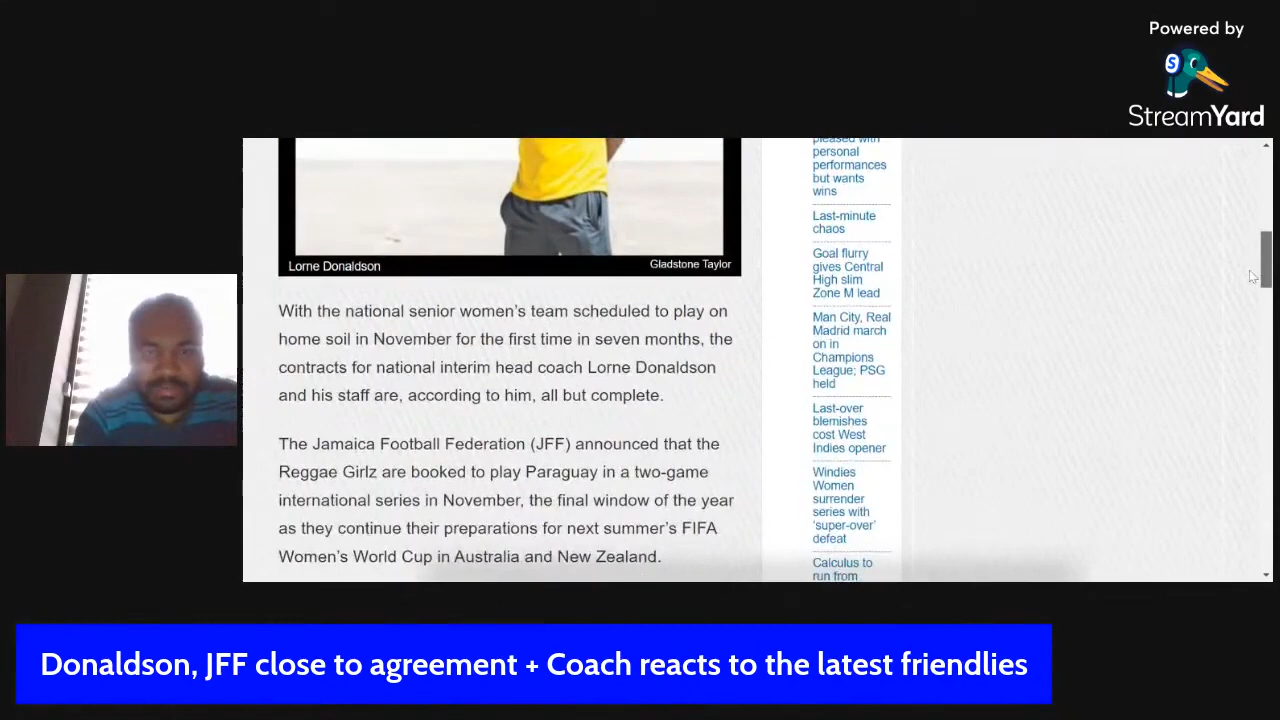 Powered by
StreamYard
Lorne Donaldson
Gladstone Taylor
With the national senior women's team scheduled to play on
home soil in November for the first time in seven months, the
contracts for national interim head coach Lorne Donaldson
and his staff are, according to him, all but complete.
The Jamaica Football Federation (JFF) announced that the
Reggae Girlz are booked to play Paraguay in a two-game
international series in November, the final window of the year
as they continue their preparations for next summer's FIFA
Women's World Cup in Australia and New Zealand.
pleased with
personal
performances
but wants
wins
Last-minute
chaos
Goal flurry
gives Central
High slim
Zone M lead
Man City, Real
Madrid march
on in
Champions
League; PSG
held
Last-over
blemishes
cost West
Indies opener
Windies
Women
surrender
series with
'super-over'
defeat
Calculus to
run from
Donaldson, JFF close to agreement + Coach reacts to the latest friendlies